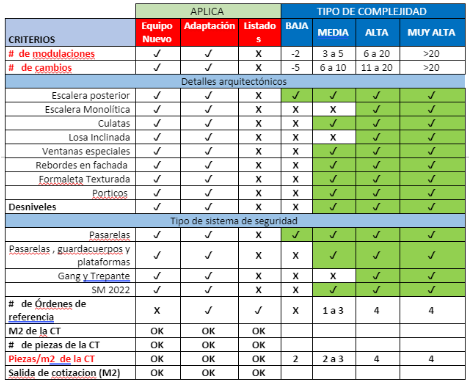 APLICA TIPO DE COMPLEJIDAD
CRITERIOS Equipo Nuevo Adaptación Listados BAJA MEDIA ALTA MUY ALTA
# de modulaciones ✓ ✓ X -2 3 a 5 6 a 20 >20
# de cambios ✓ ✓ X -5 6 a 10 11 a 20 >20
Detalles arquitectónicos
Escalera posterior ✓ ✓ X ✓ ✓ ✓ ✓
Escalera Monolítica ✓ ✓ X X X ✓ ✓
Culatas ✓ ✓ X X ✓ ✓ ✓
Losa Inclinada ✓ ✓ X X X ✓ ✓
Ventanas especiales ✓ ✓ X X ✓ ✓ ✓
Rebordes en fachada ✓ ✓ X X ✓ ✓ ✓
Formaleta Texturada ✓ ✓ X X ✓ ✓ ✓
Porticos ✓ ✓ X X ✓ ✓ ✓
Desniveles ✓ ✓ X X ✓ ✓ ✓
Tipo de sistema de seguridad
Pasarelas ✓ ✓ X ✓ ✓ ✓ ✓
Pasarelas , guardacuerpos y plataformas ✓ ✓ X X ✓ ✓ ✓
Gang y Trepante ✓ ✓ X X X ✓ ✓
SM 2022 ✓ ✓ X X ✓ ✓ ✓
# de Órdenes de referencia X ✓ ✓ X 1 a 3 4 4
M2 de la CT OK OK OK
# de piezas de la CT OK OK OK
Piezas/m2 de la CT OK OK OK 2 2 a 3 4 4
Salida de cotizacion (M2) OK OK OK